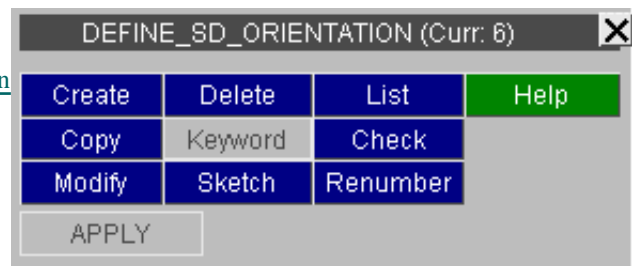 DEFINE_SD_ORIENTATION (Curr: 6) X
n
Create Delete List Help
Copy Keyword Check
Modify Sketch Renumber
APPLY